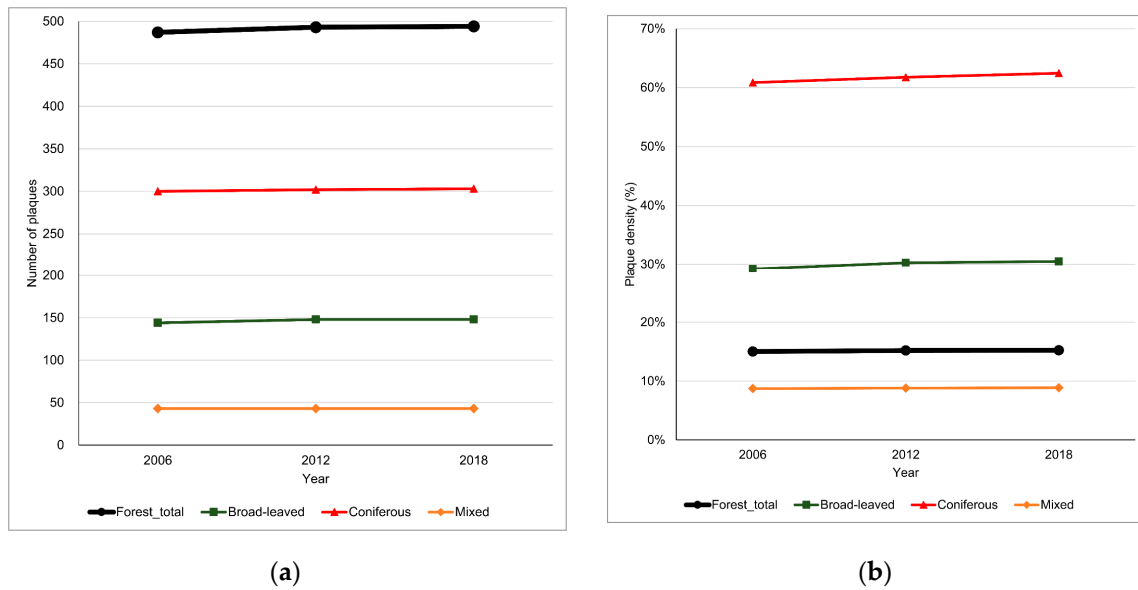 500
450
400
350
300
250
200
150
100
50
0
Number of plaques
2006 2012 2018
Year
Forest_total Broad-leaved Coniferous Mixed
(a)
70%
60%
50%
40%
30%
20%
10%
0%
Plaque density (%)
2006 2012 2018
Year
Forest_total Broad-leaved Coniferous Mixed
(b)